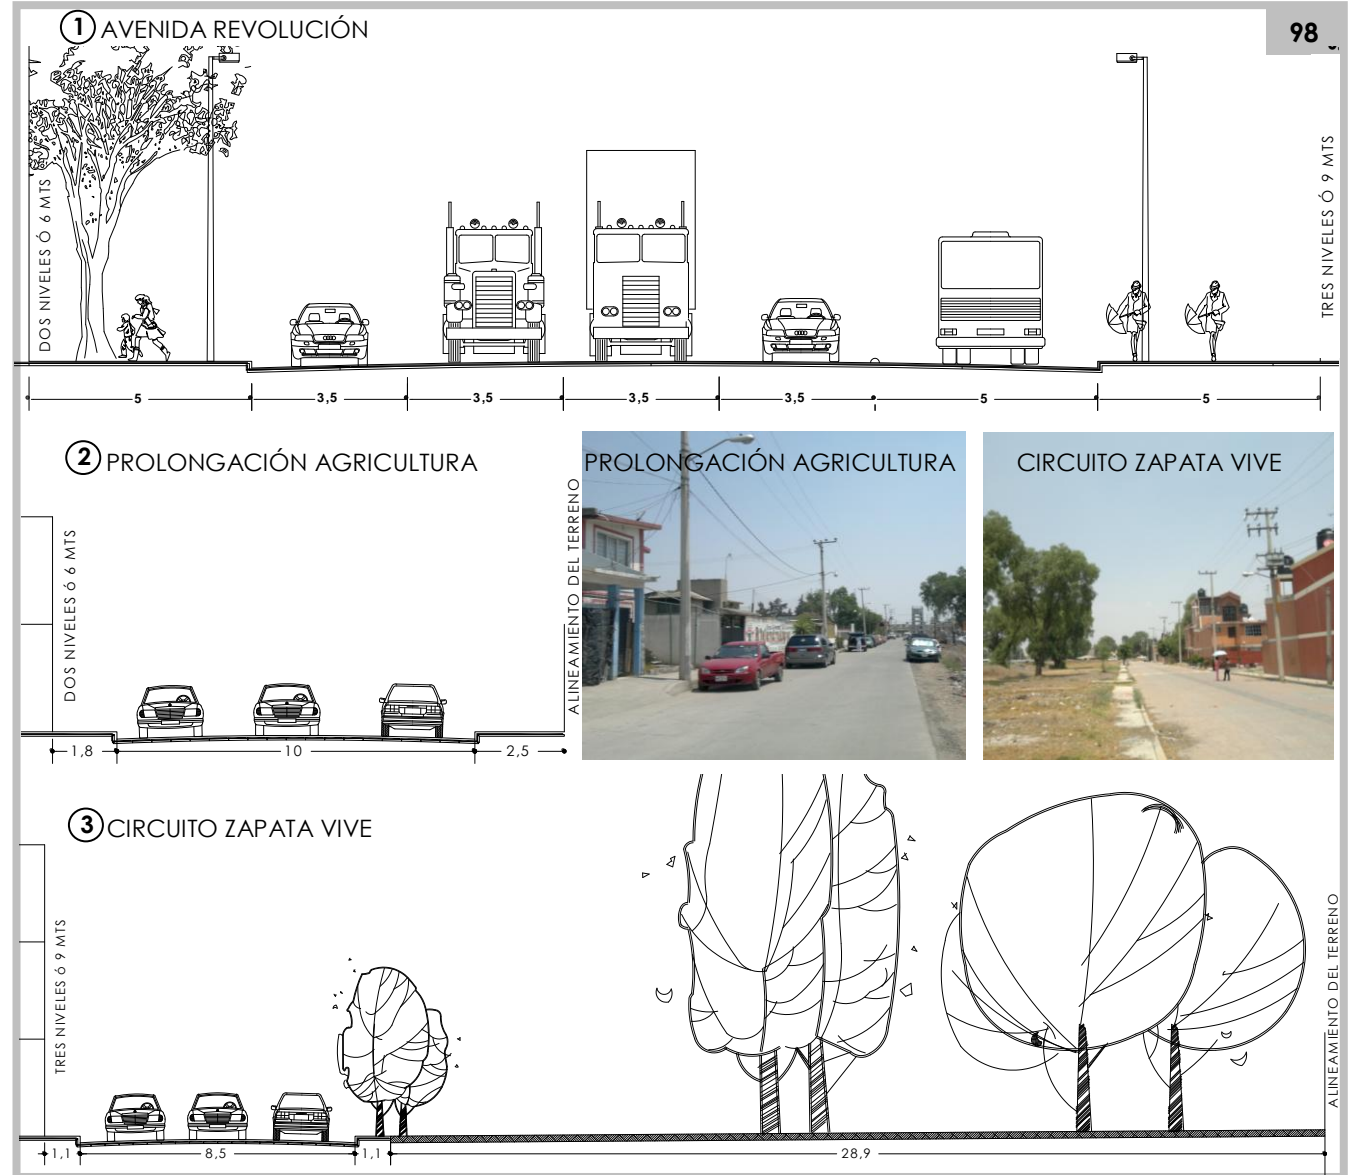 1 AVENIDA REVOLUCIÓN
98
DOS NIVELES Ó 6 MTS
TRES NIVELES Ó 9 MTS
5 3,5 3,5 3,5 3,5 5 5
2 PROLONGACIÓN AGRICULTURA
DOS NIVELES Ó 6 MTS
ALINEAMIENTO DEL TERRENO
1,8 10 2,5
PROLONGACIÓN AGRICULTURA
CIRCUITO ZAPATA VIVE
3 CIRCUITO ZAPATA VIVE
TRES NIVELES Ó 9 MTS
ALINEAMIENTO DEL TERRENO
1,1 8,5 1,1 28,9